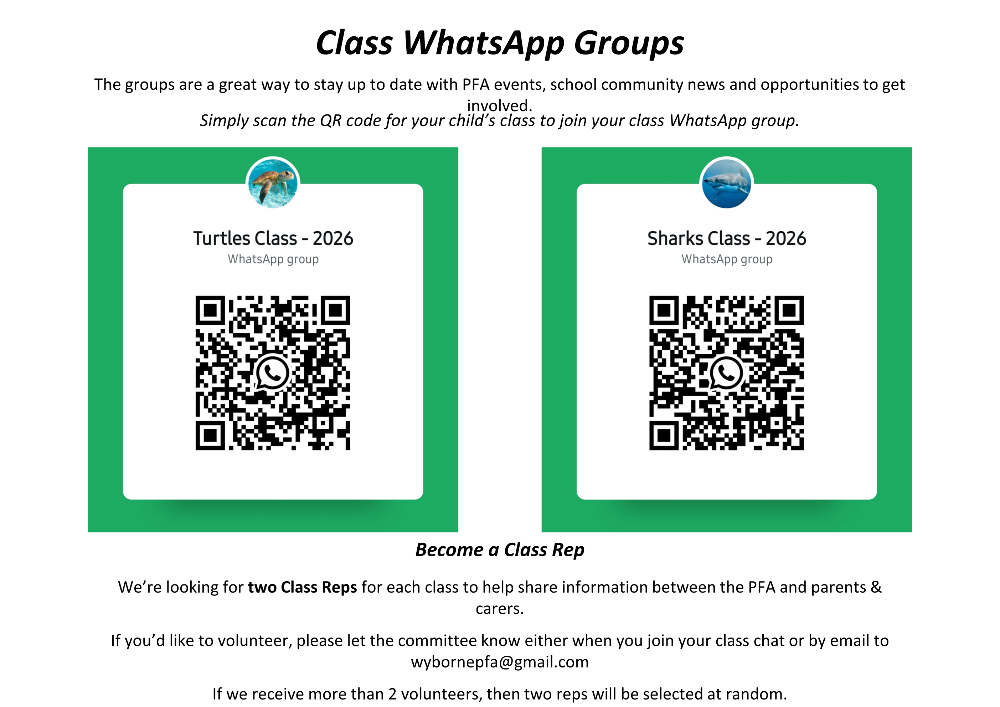 Class WhatsApp Groups
The groups are a great way to stay up to date with PFA events, school community news and opportunities to get
involved.
Simply scan the QR code for your child’s class to join your class WhatsApp group.
Turtles Class - 2026
WhatsApp group
Sharks Class - 2026
WhatsApp group
Become a Class Rep
We’re looking for two Class Reps for each class to help share information between the PFA and parents &
carers.
If you’d like to volunteer, please let the committee know either when you join your class chat or by email to
wybornepfa@gmail.com
If we receive more than 2 volunteers, then two reps will be selected at random.